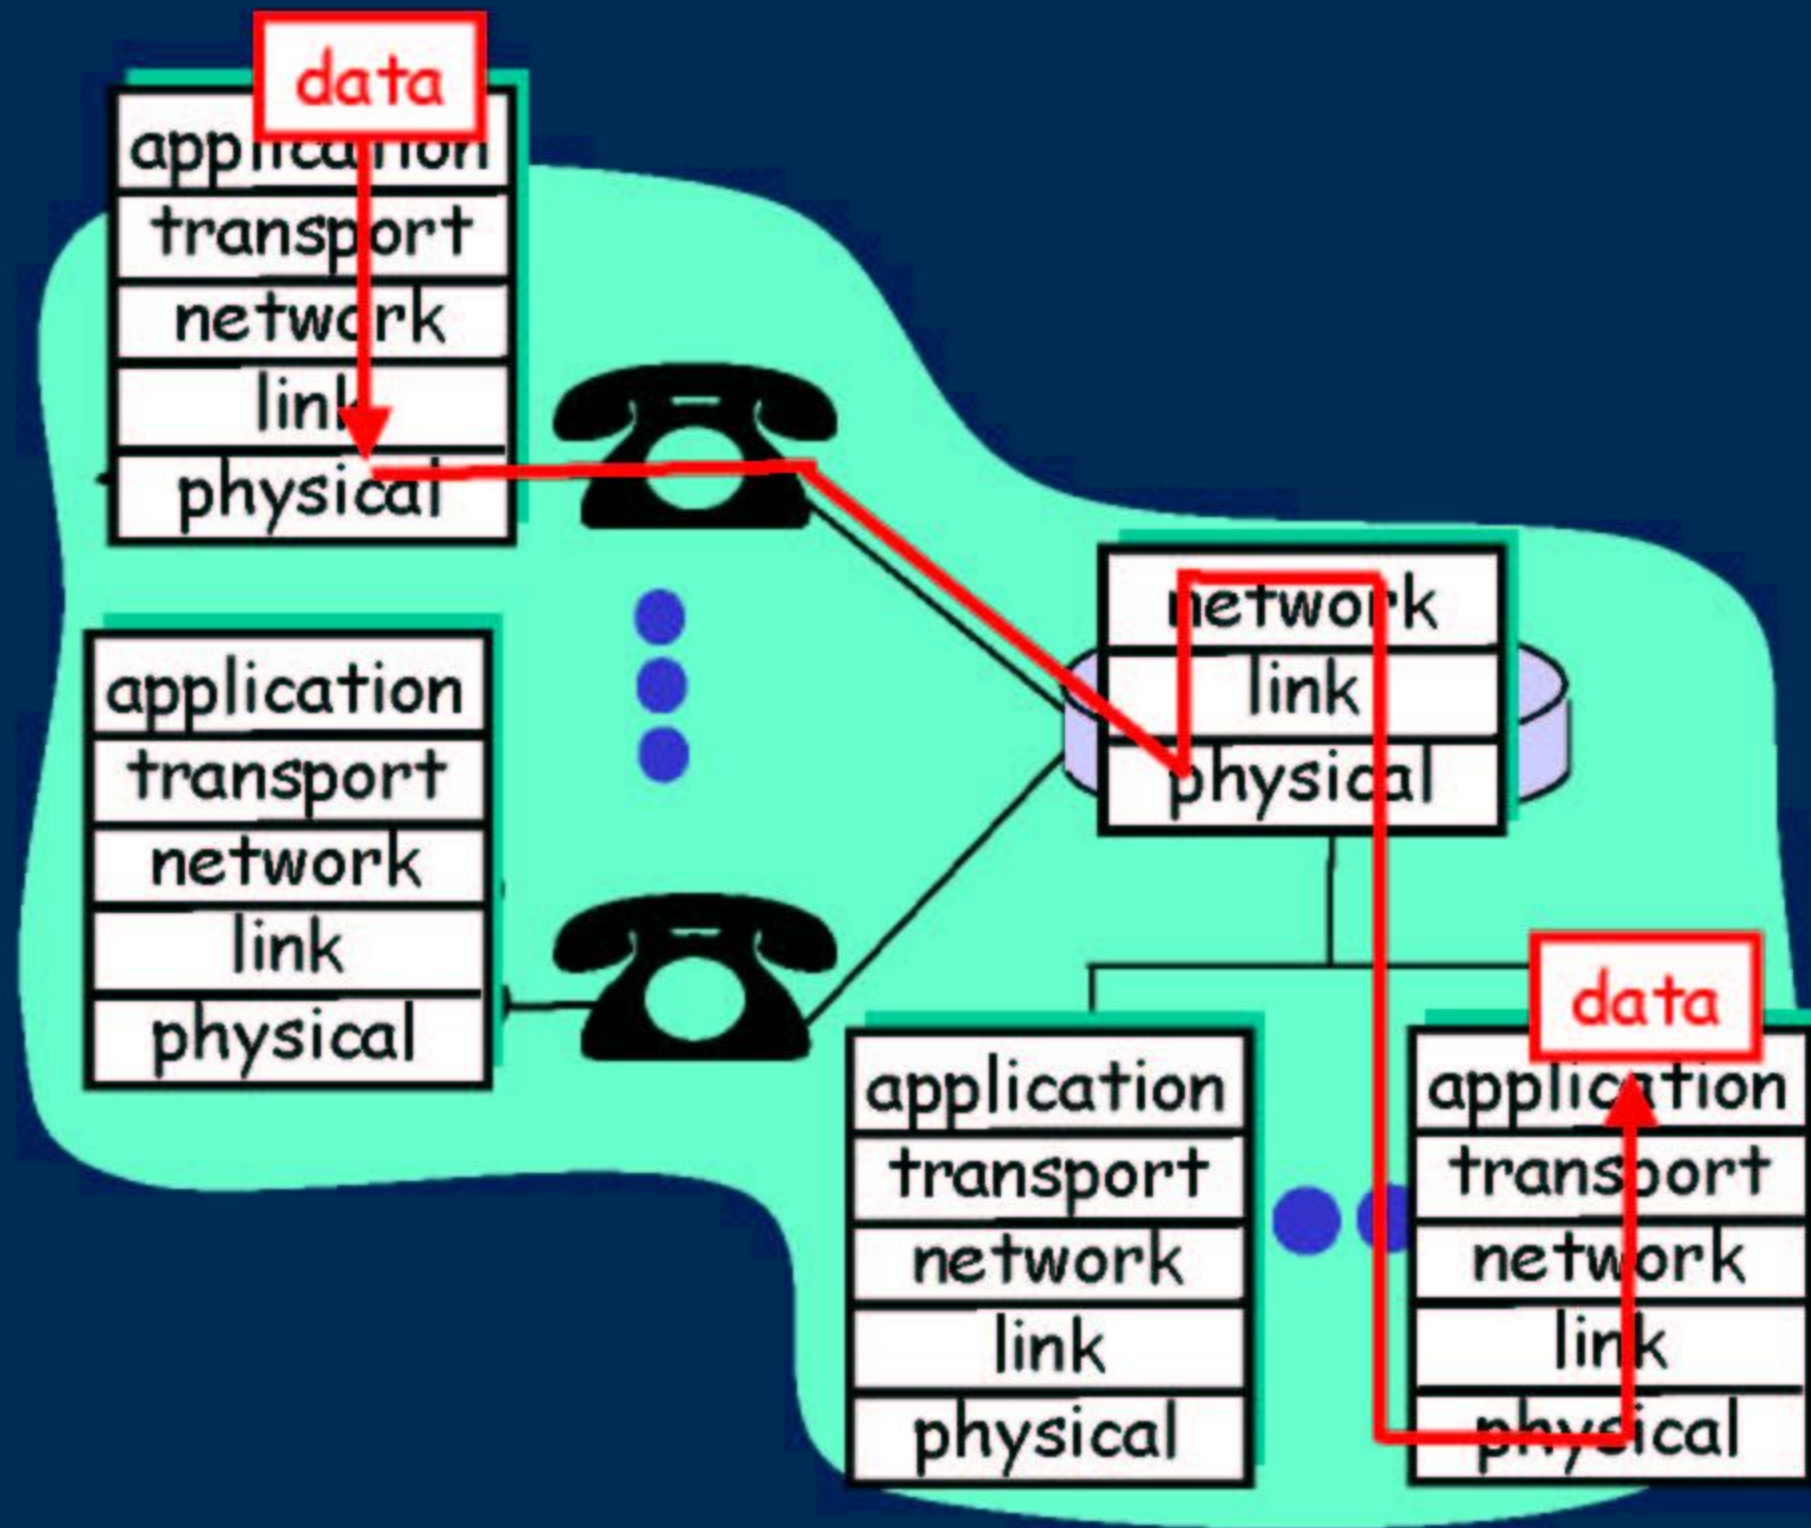 data
application
transport
network
link
physical
application
transport
network
link
physical
network
link
physical
application
transport
network
link
physical
data
application
transport
network
link
physical